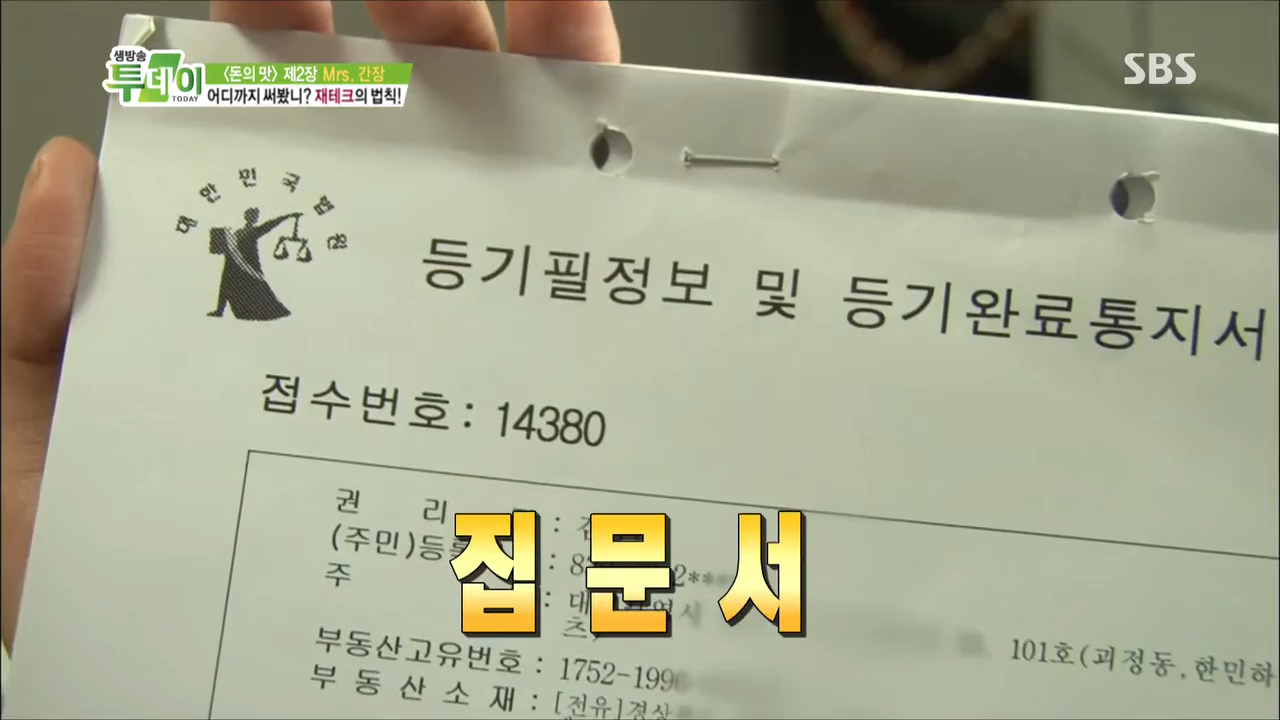 생방송
투데이
TODAY
<돈의 맛> 제2장 Mrs. 간장
어디까지 써봤니? 재테크의 법칙!
SBS
대한민국법원
등기필정보 및 등기완료통지서
접수번호: 14380
권 리 :
(주민)등록 :
주 :
집문서
101호(괴정동,한민하
부동산고유번호 : 1752-199
부동산소재 : [전유]경상